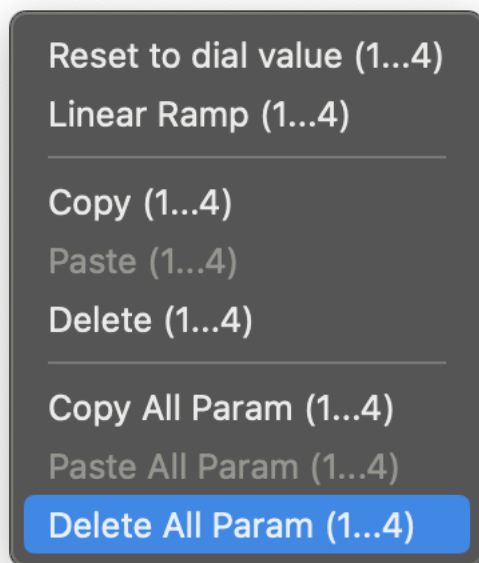 Reset to dial value (1...4)
Linear Ramp (1...4)
Copy (1...4)
Paste (1...4)
Delete (1...4)
Copy All Param (1...4)
Paste All Param (1...4)
Delete All Param (1...4)